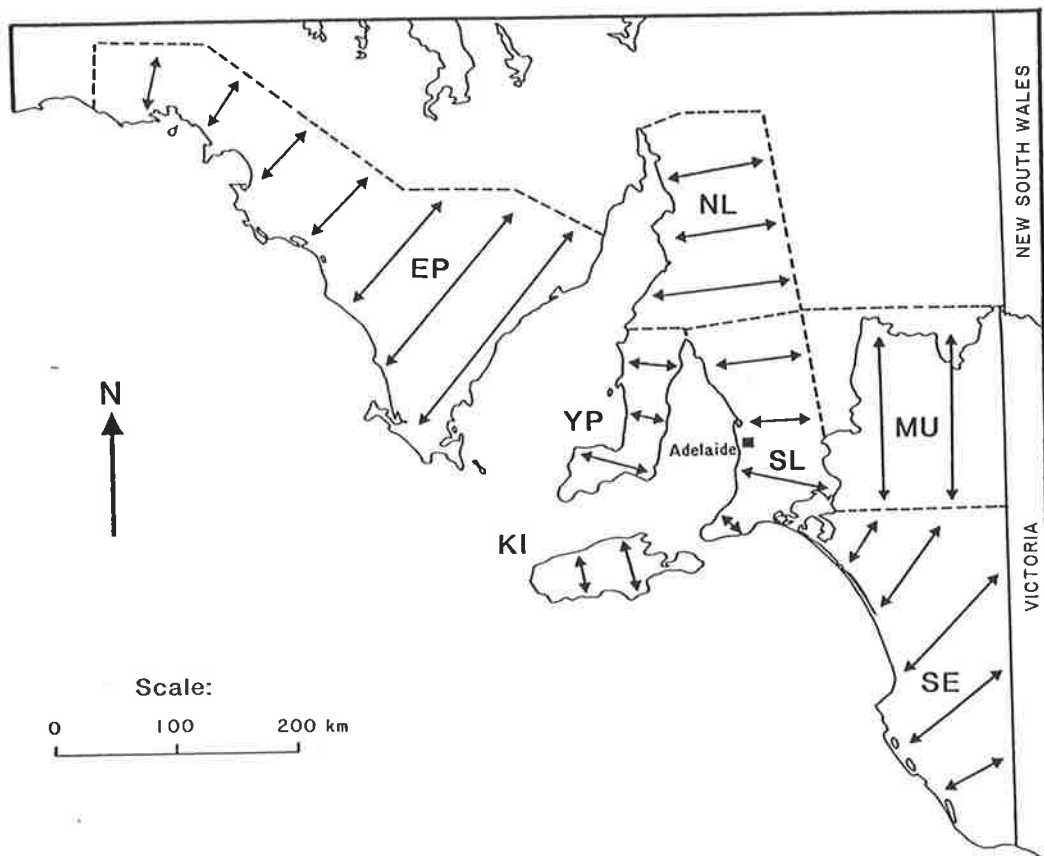 NEW SOUTH WALES
NL
EP
N
YP
MU
Adelaide
SL
KI
VICTORIA
Scale:
SE
0 100 200 km